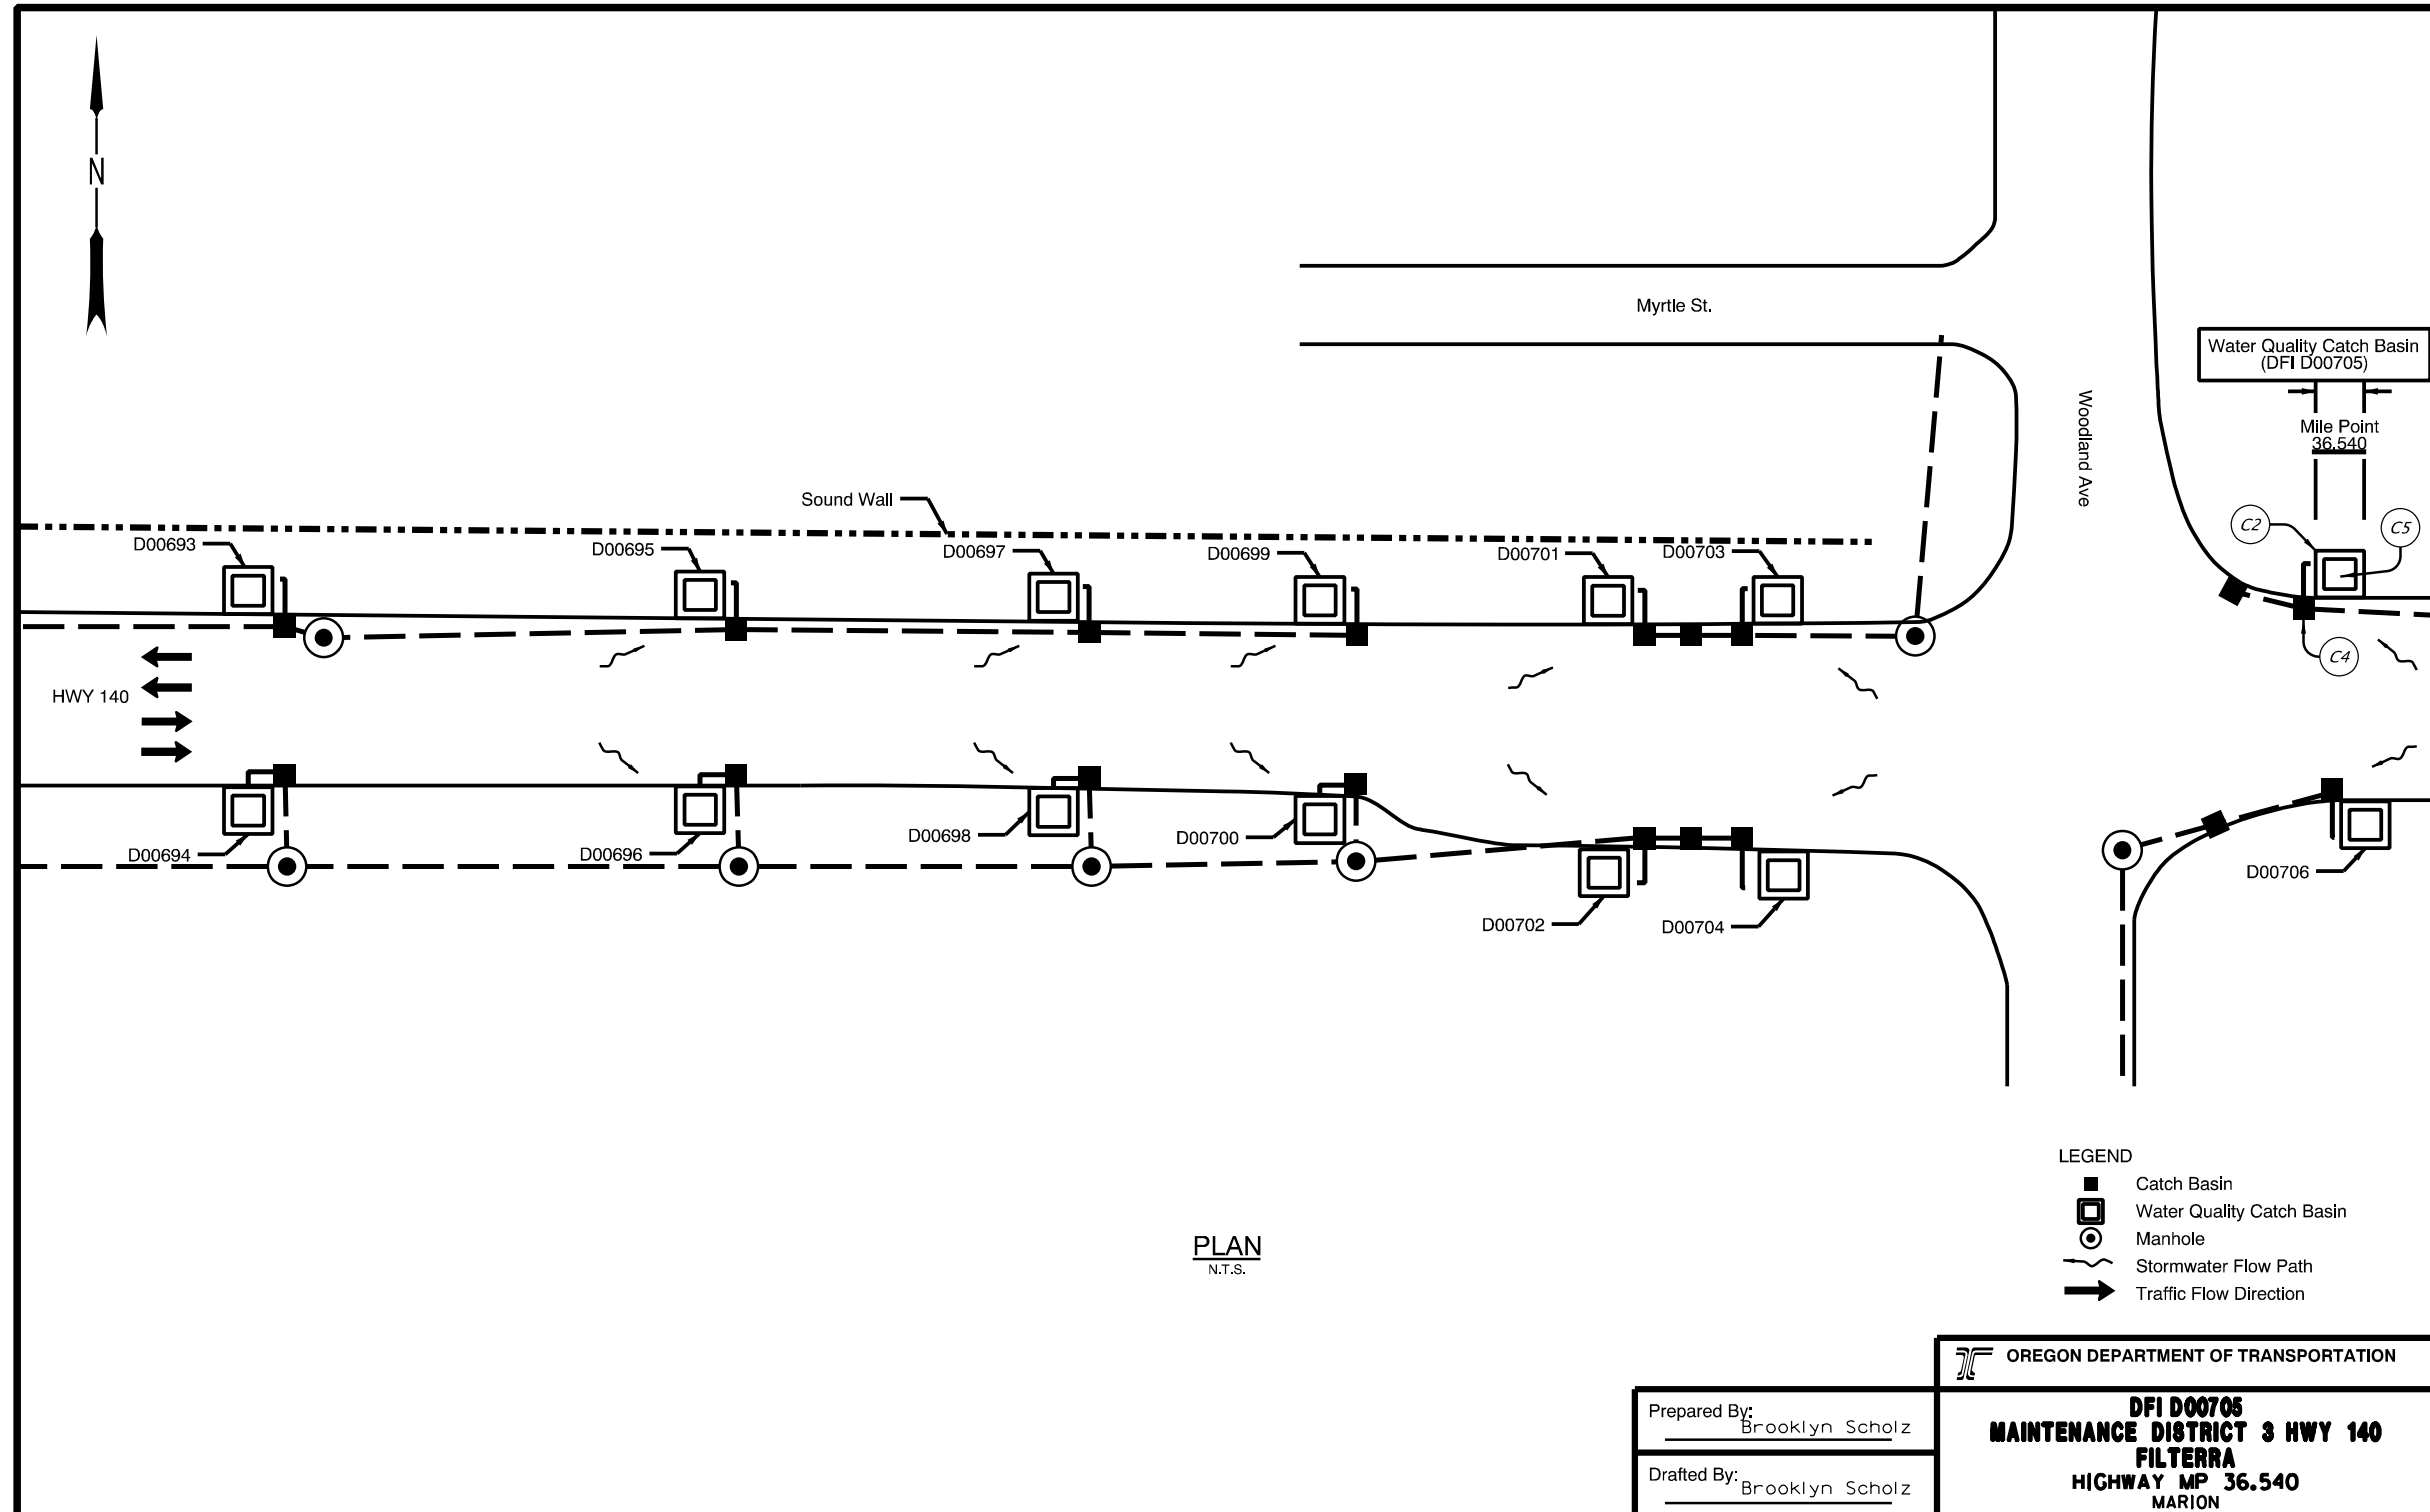 N
Myrtle St.
Woodland Ave
Water Quality Catch Basin
(DFI D00705)
Mile Point
36.540
Sound Wall
C2
C5
D00693
D00695
D00697
D00699
D00701
D00703
C4
HWY 140
D00694
D00696
D00698
D00700
D00702
D00704
D00706
LEGEND
Catch Basin
Water Quality Catch Basin
Manhole
Stormwater Flow Path
Traffic Flow Direction
PLAN
N.T.S.
OREGON DEPARTMENT OF TRANSPORTATION
Prepared By: Brooklyn Scholz
Drafted By: Brooklyn Scholz
DFI D00705
MAINTENANCE DISTRICT 3 HWY 140
FILTERRA
HIGHWAY MP 36.540
MARION